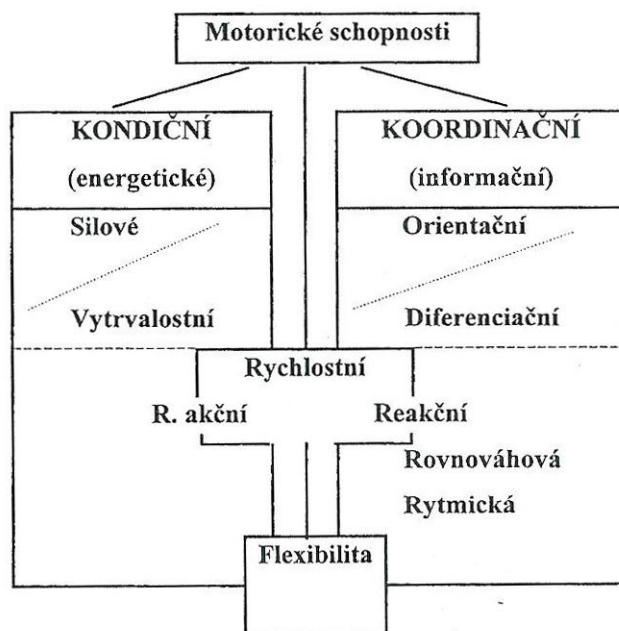 Motorické schopnosti
KONDIČNÍ
(energetické)
KOORDINAČNÍ
(informační)
Silové
Vytrvalostní
Orientační
Diferenciační
Rychlostní
R. akční
Reakční
Rovnováhová
Rytmická
Flexibilita